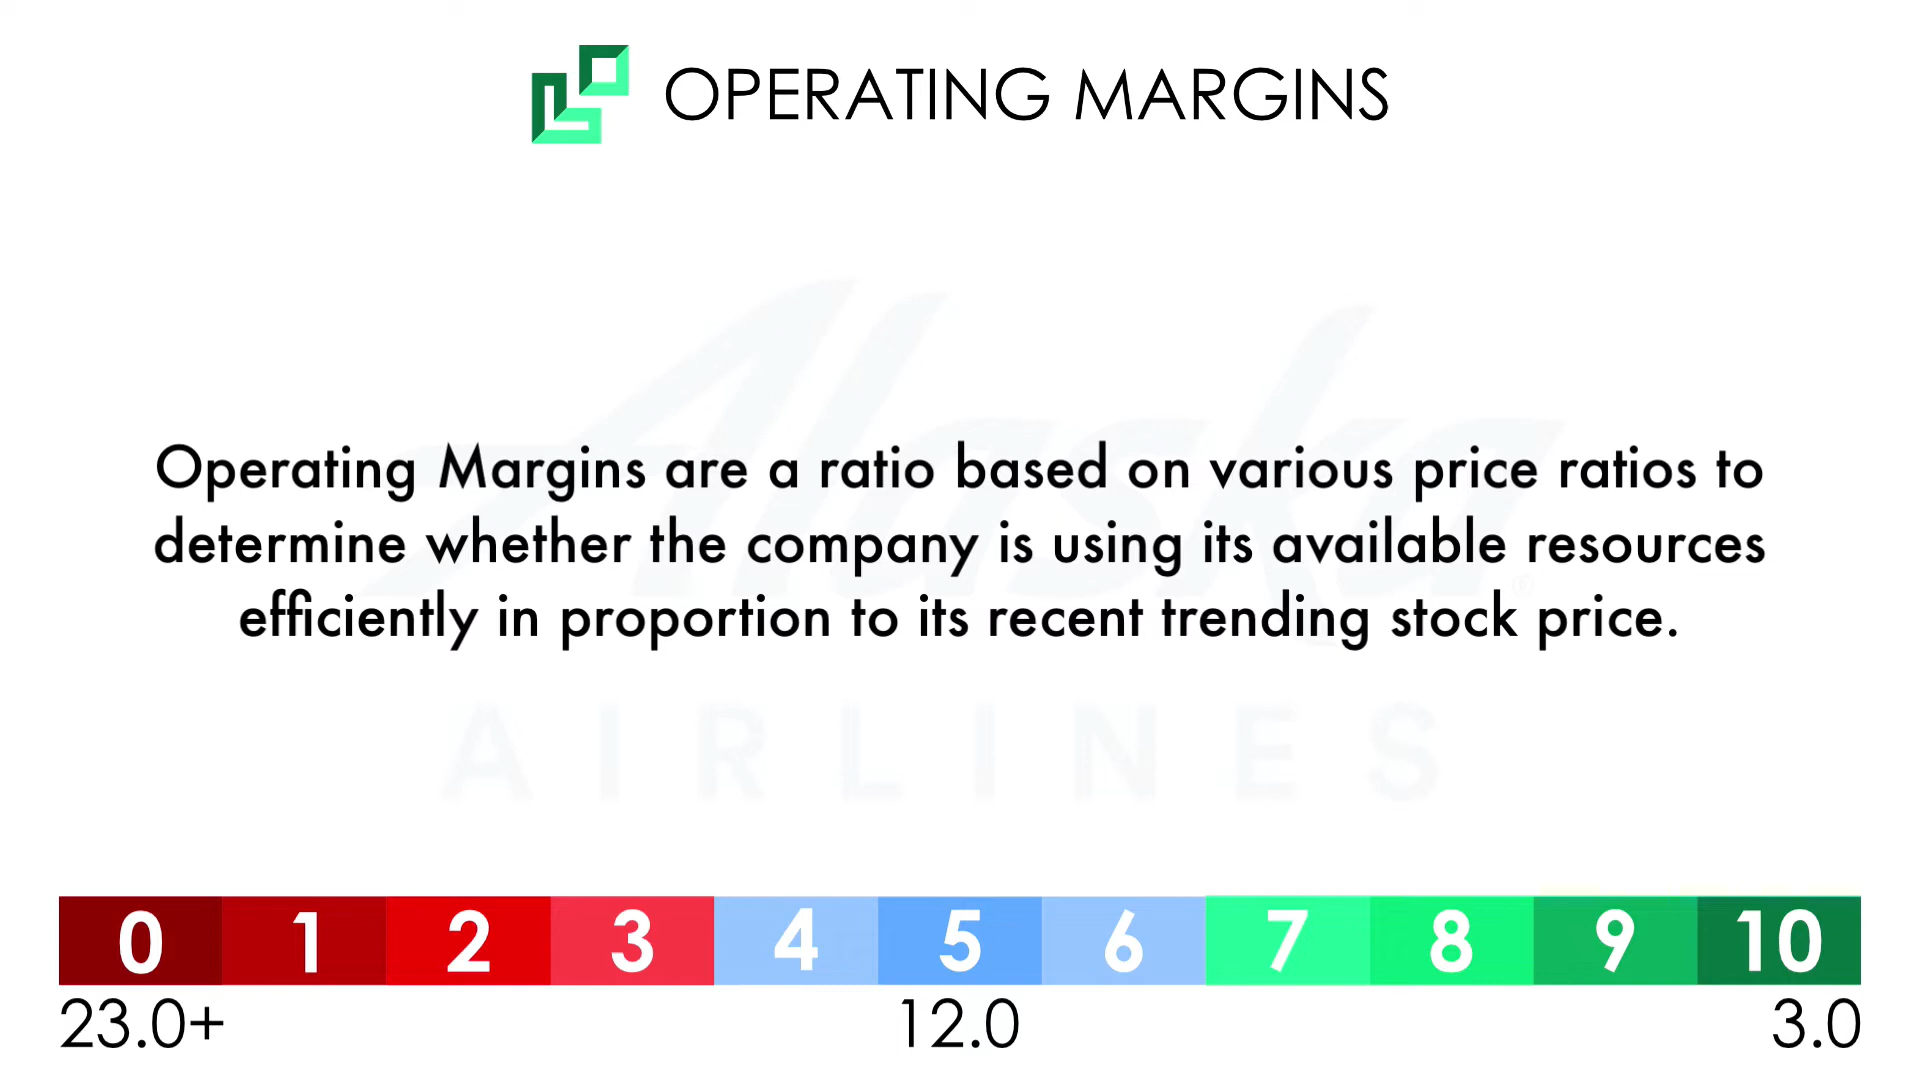 OPERATING MARGINS
Alaska
Operating Margins are a ratio based on various price ratios to
determine whether the company is using its available resources
efficiently in proportion to its recent trending stock price.
®
AIRLINES
0 1 2 3 4 5 6 7 8 9 10
23.0+ 12.0 3.0